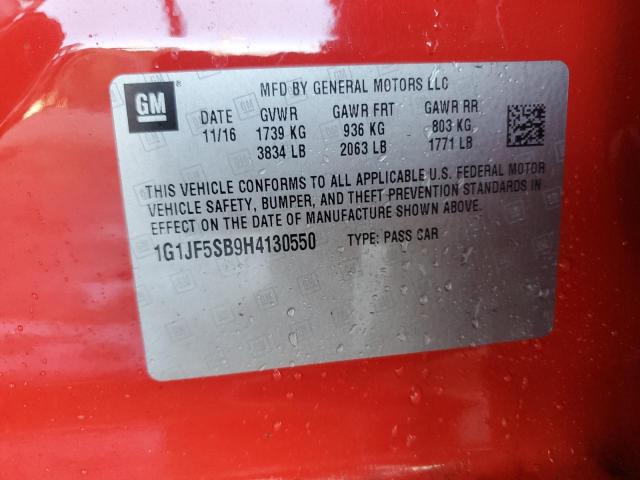 GM
MFD BY GENERAL MOTORS LLC
DATE GVWR GAWR FRT GAWR RR
11/16 1739 KG 936 KG 803 KG
3834 LB 2063 LB 1771 LB
THIS VEHICLE CONFORMS TO ALL APPLICABLE U.S. FEDERAL MOTOR
VEHICLE SAFETY, BUMPER, AND THEFT PREVENTION STANDARDS IN
EFFECT ON THE DATE OF MANUFACTURE SHOWN ABOVE.
1G1JF5SB9H4130550 TYPE: PASS CAR